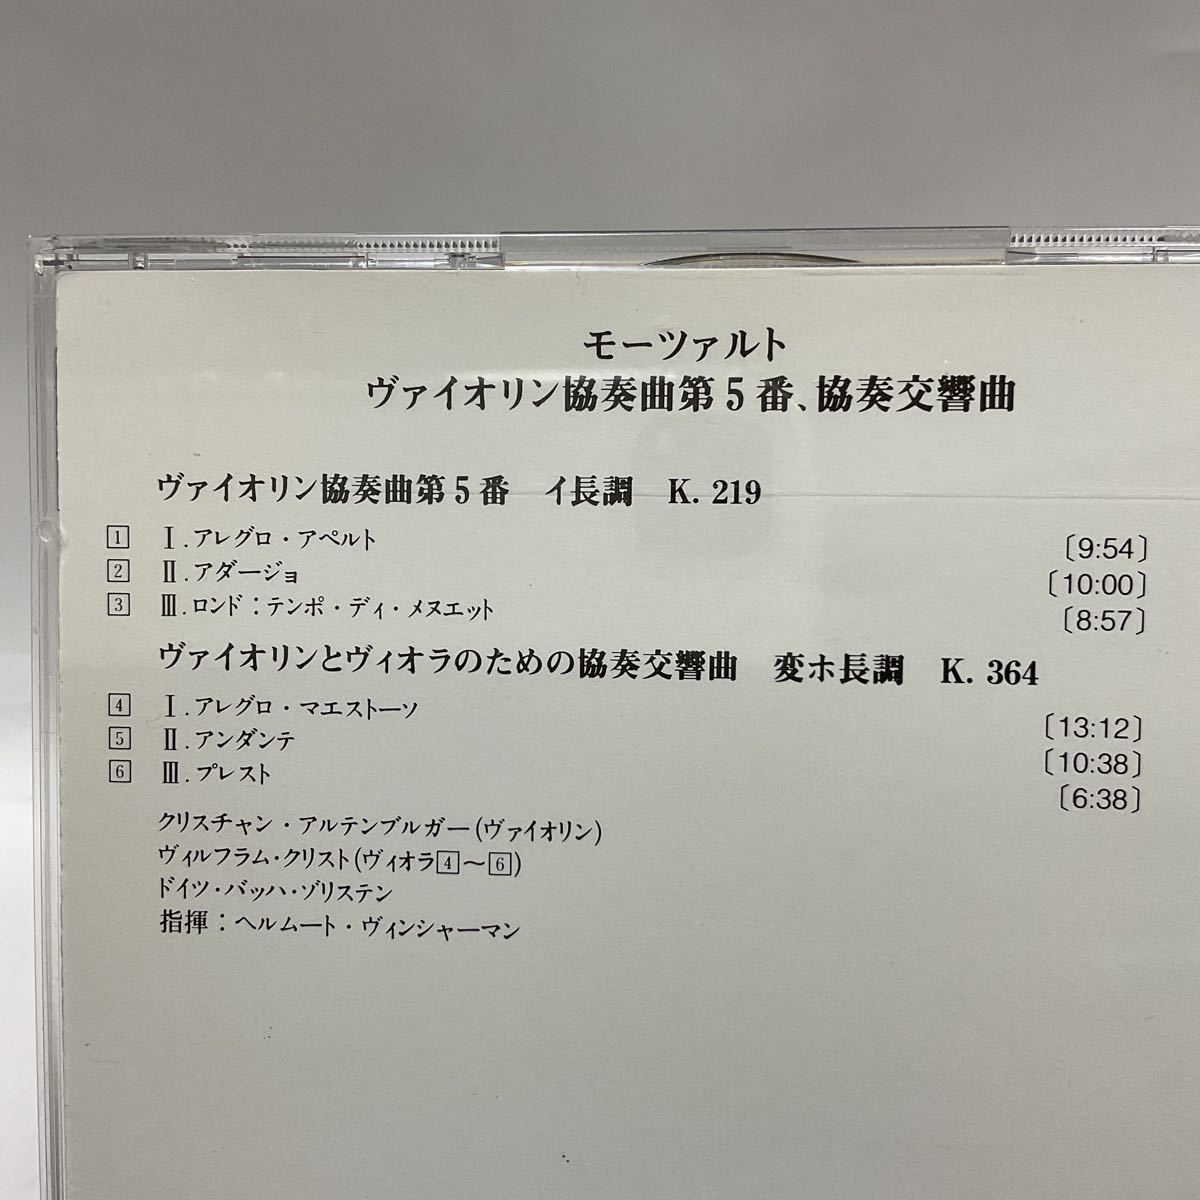 モーツァルト
ヴァイオリン協奏曲第5番、協奏交響曲
ヴァイオリン協奏曲第5番 イ長調 K. 219
1 Ⅰ.アレグロ・アペルト 〔9:54〕
2 Ⅱ.アダージョ 〔10:00〕
3 Ⅲ.ロンド：テンポ・ディ・メヌエット 〔8:57〕
ヴァイオリンとヴィオラのための協奏交響曲 変ホ長調 K. 364
4 Ⅰ.アレグロ・マエストーソ 〔13:12〕
5 Ⅱ.アンダンテ 〔10:38〕
6 Ⅲ.プレスト 〔6:38〕
クリスチャン・アルテンブルガー(ヴァイオリン)
ヴィルフラム・クリスト(ヴィオラ4〜6)
ドイツ・バッハ・ゾリステン
指揮：ヘルムート・ヴィンシャーマン